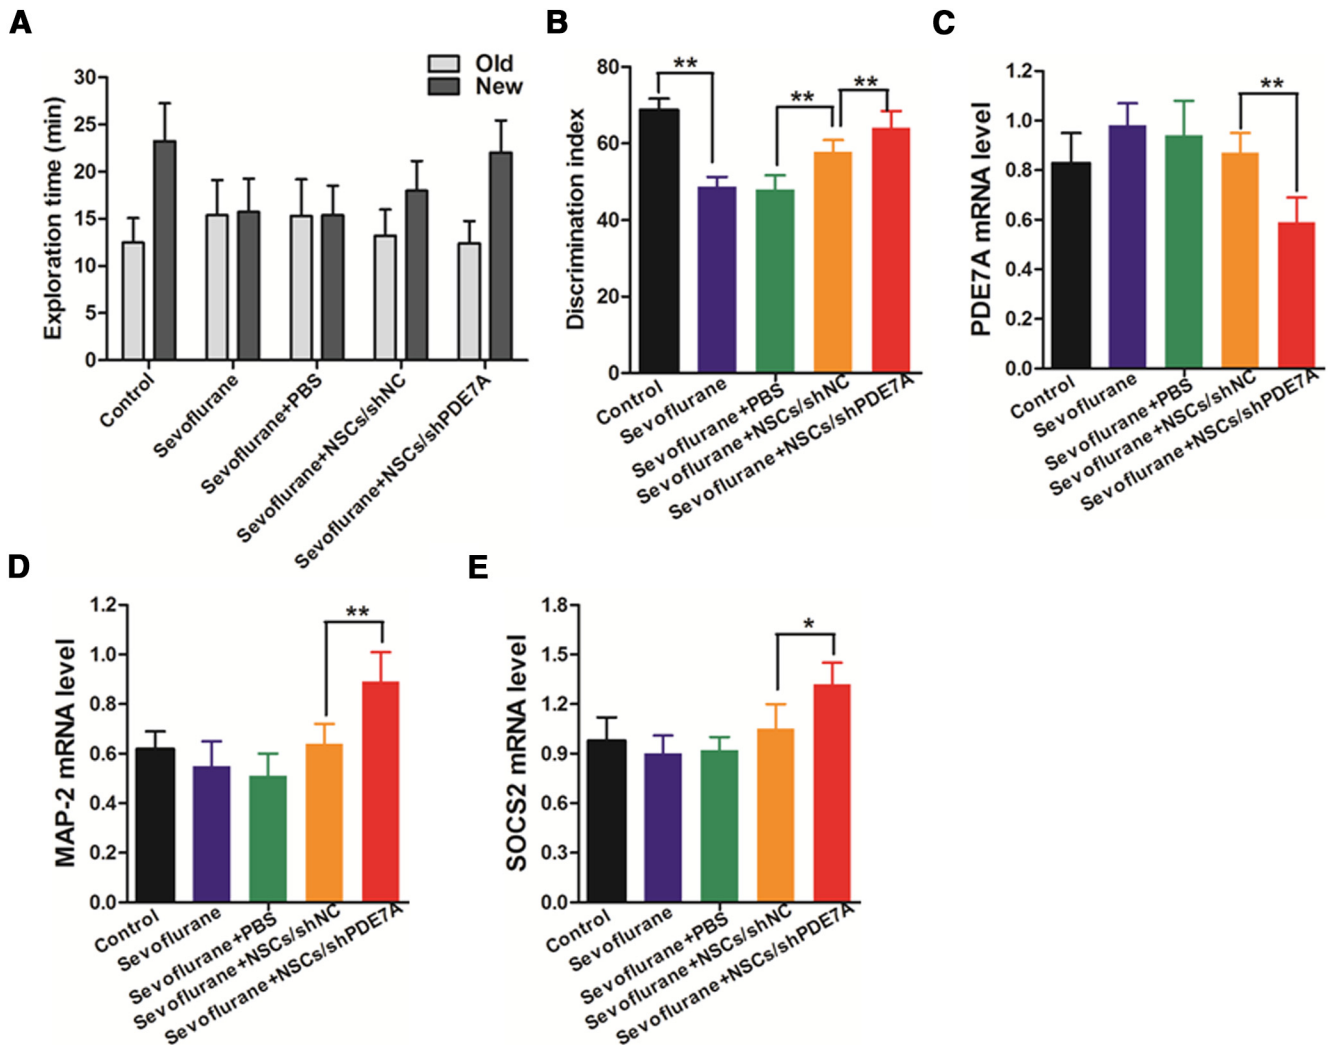 A
Old
New
Exploration time (min)
30
25
20
15
10
5
0
Control
Sevoflurane
Sevoflurane+PBS
Sevoflurane+NSCs/shNC
Sevoflurane+NSCs/shPDE7A
B
Discrimination index
80
60
40
20
0
**
**
**
Control
Sevoflurane
Sevoflurane+PBS
Sevoflurane+NSCs/shNC
Sevoflurane+NSCs/shPDE7A
C
PDE7A mRNA level
1.2
1.0
0.8
0.6
0.4
0.2
0.0
**
Control
Sevoflurane
Sevoflurane+PBS
Sevoflurane+NSCs/shNC
Sevoflurane+NSCs/shPDE7A
D
MAP-2 mRNA level
1.2
1.0
0.8
0.6
0.4
0.2
0.0
**
Control
Sevoflurane
Sevoflurane+PBS
Sevoflurane+NSCs/shNC
Sevoflurane+NSCs/shPDE7A
E
SOCS2 mRNA level
1.8
1.5
1.2
0.9
0.6
0.3
0.0
*
Control
Sevoflurane
Sevoflurane+PBS
Sevoflurane+NSCs/shNC
Sevoflurane+NSCs/shPDE7A